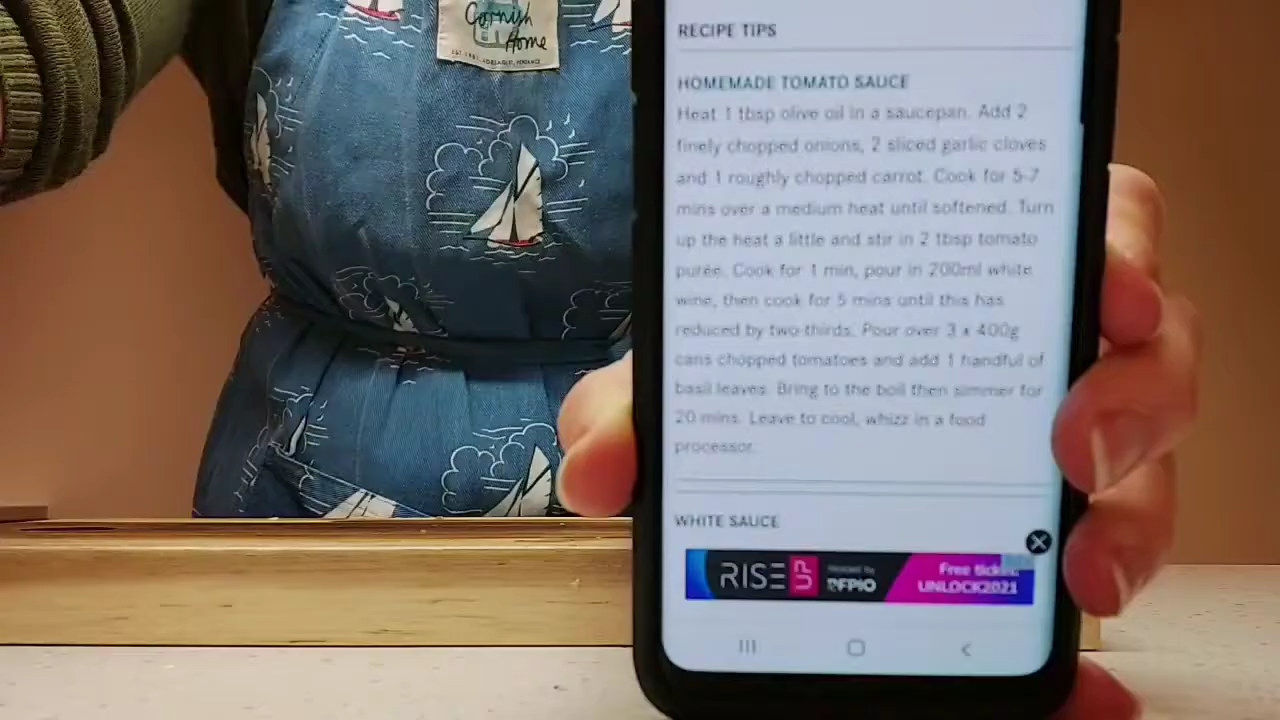 Cornish
Home
RECIPE TIPS
HOMEMADE TOMATO SAUCE
Heat 1 tbsp olive oil in a saucepan. Add 2
finely chopped onions, 2 sliced garlic cloves
and 1 roughly chopped carrot. Cook for 5-7
mins over a medium heat until softened. Turn
up the heat a little and stir in 2 tbsp tomato
purée. Cook for 1 min, pour in 200ml white
wine, then cook for 5 mins until this has
reduced by two-thirds. Pour over 3 x 400g
cans chopped tomatoes and add 1 handful of
basil leaves. Bring to the boil then simmer for
20 mins. Leave to cool, whizz in a food
processor.
WHITE SAUCE
RISE UP
RFPIO
Free ticket
UNLOCK2021